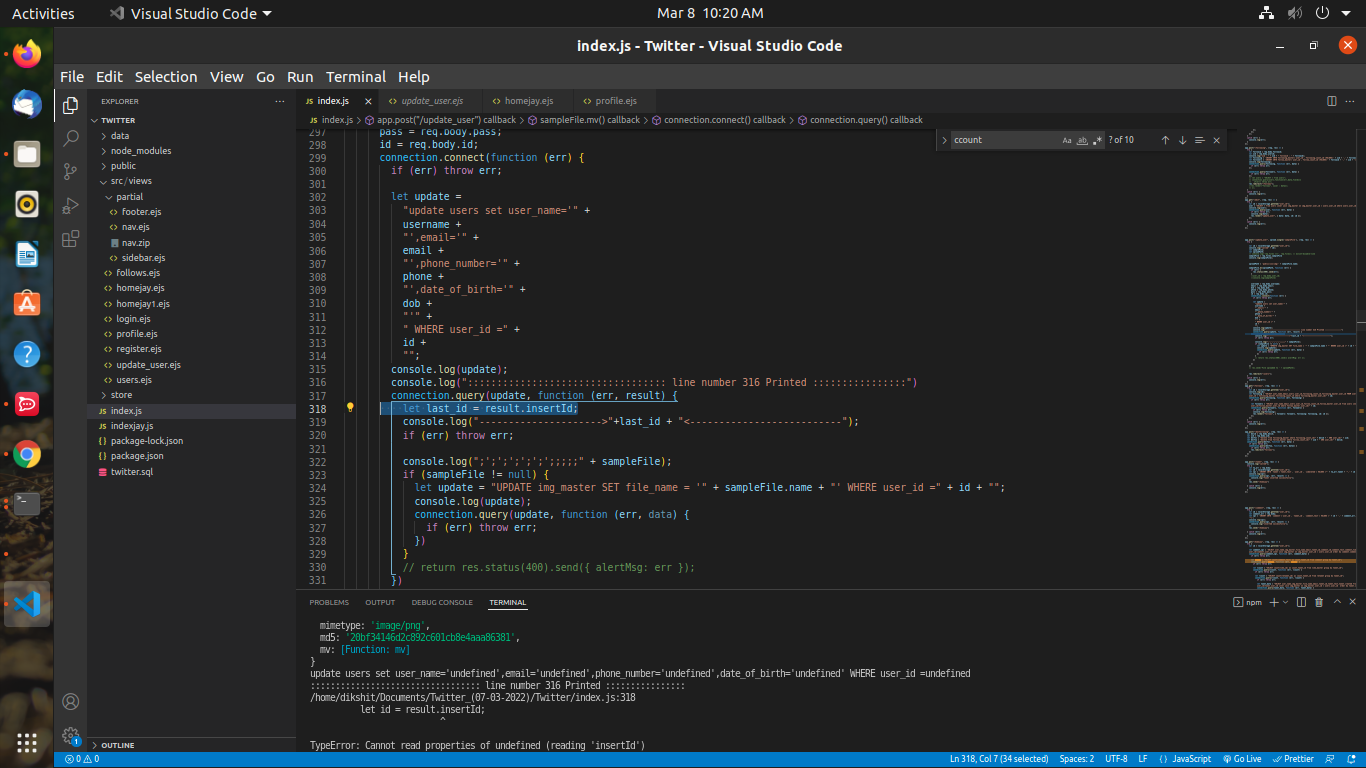 Activities
Visual Studio Code
Mar 8 10:20 AM
index.js - Twitter - Visual Studio Code
File Edit Selection View Go Run Terminal Help
EXPLORER
TWITTER
data
node_modules
public
src/views
partial
footer.ejs
nav.ejs
nav.zip
sidebar.ejs
follows.ejs
homejay.ejs
homejay1.ejs
login.ejs
profile.ejs
register.ejs
update_user.ejs
users.ejs
store
index.js
indexjay.js
package-lock.json
package.json
twitter.sql
OUTLINE
index.js update_user.ejs homejay.ejs profile.ejs
index.js > app.post("/update_user") callback > sampleFile.mv() callback > connection.connect() callback > connection.query() callback
ccount
? of 10
297 pass = req.body.pass;
298 id = req.body.id;
299 connection.connect(function (err) {
300 if (err) throw err;
301
302 let update =
303 "update users set user_name='" +
304 username +
305 "',email='" +
306 email +
307 "',phone_number='" +
308 phone +
309 "',date_of_birth='" +
310 dob +
311 "'" +
312 " WHERE user_id =" +
313 id +
314 "";
315 console.log(update);
316 console.log(":::::::::::::::::::::::::::::::::: line number 316 Printed ::::::::::::::::")
317 connection.query(update, function (err, result) {
318 let last_id = result.insertId;
319 console.log("--------------------->"+last_id + "<--------------------------");
320 if (err) throw err;
321
322 console.log(";';';';';';';;;;;" + sampleFile);
323 if (sampleFile != null) {
324 let update = "UPDATE img_master SET file_name = '" + sampleFile.name + "' WHERE user_id =" + id + "";
325 console.log(update);
326 connection.query(update, function (err, data) {
327 if (err) throw err;
328 })
329 }
330 // return res.status(400).send({ alertMsg: err });
331 })
PROBLEMS OUTPUT DEBUG CONSOLE TERMINAL
npm
mimetype: 'image/png',
md5: '20bf34146d2c892c601cb8e4aaa86381',
mv: [Function: mv]
}
update users set user_name='undefined',email='undefined',phone_number='undefined',date_of_birth='undefined' WHERE user_id =undefined
:::::::::::::::::::::::::::::::::: line number 316 Printed ::::::::::::::::
/home/dikshit/Documents/Twitter_(07-03-2022)/Twitter/index.js:318
let id = result.insertId;
^
TypeError: Cannot read properties of undefined (reading 'insertId')
0 0
Ln 318, Col 7 (34 selected) Spaces: 2 UTF-8 LF JavaScript Go Live Prettier